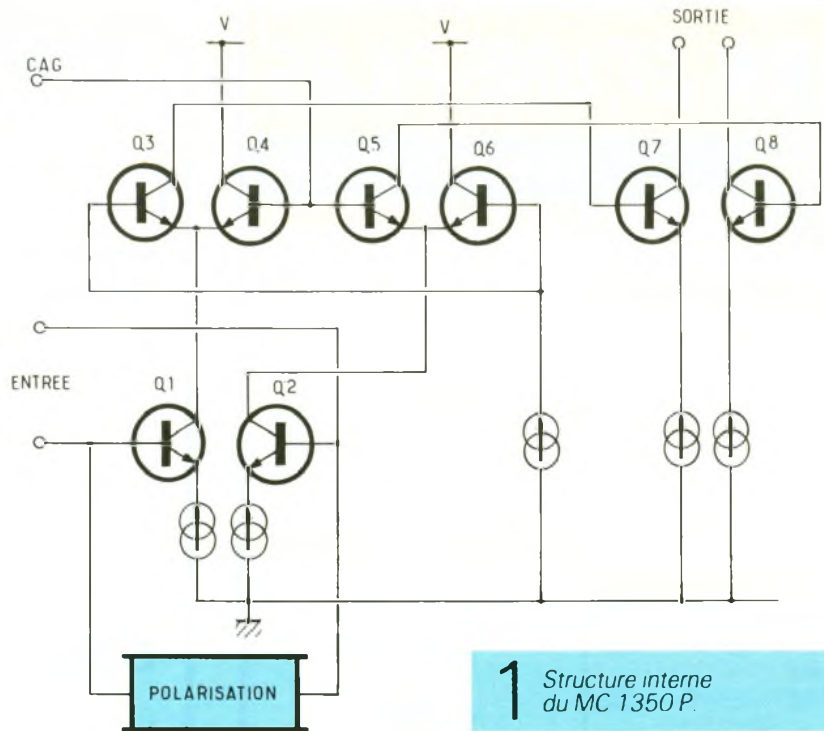 V
V
SORTIE
CAG
Q3
Q4
Q5
Q6
Q7
Q8
ENTREE
Q1
Q2
POLARISATION
1 Structure interne
du MC 1350 P.